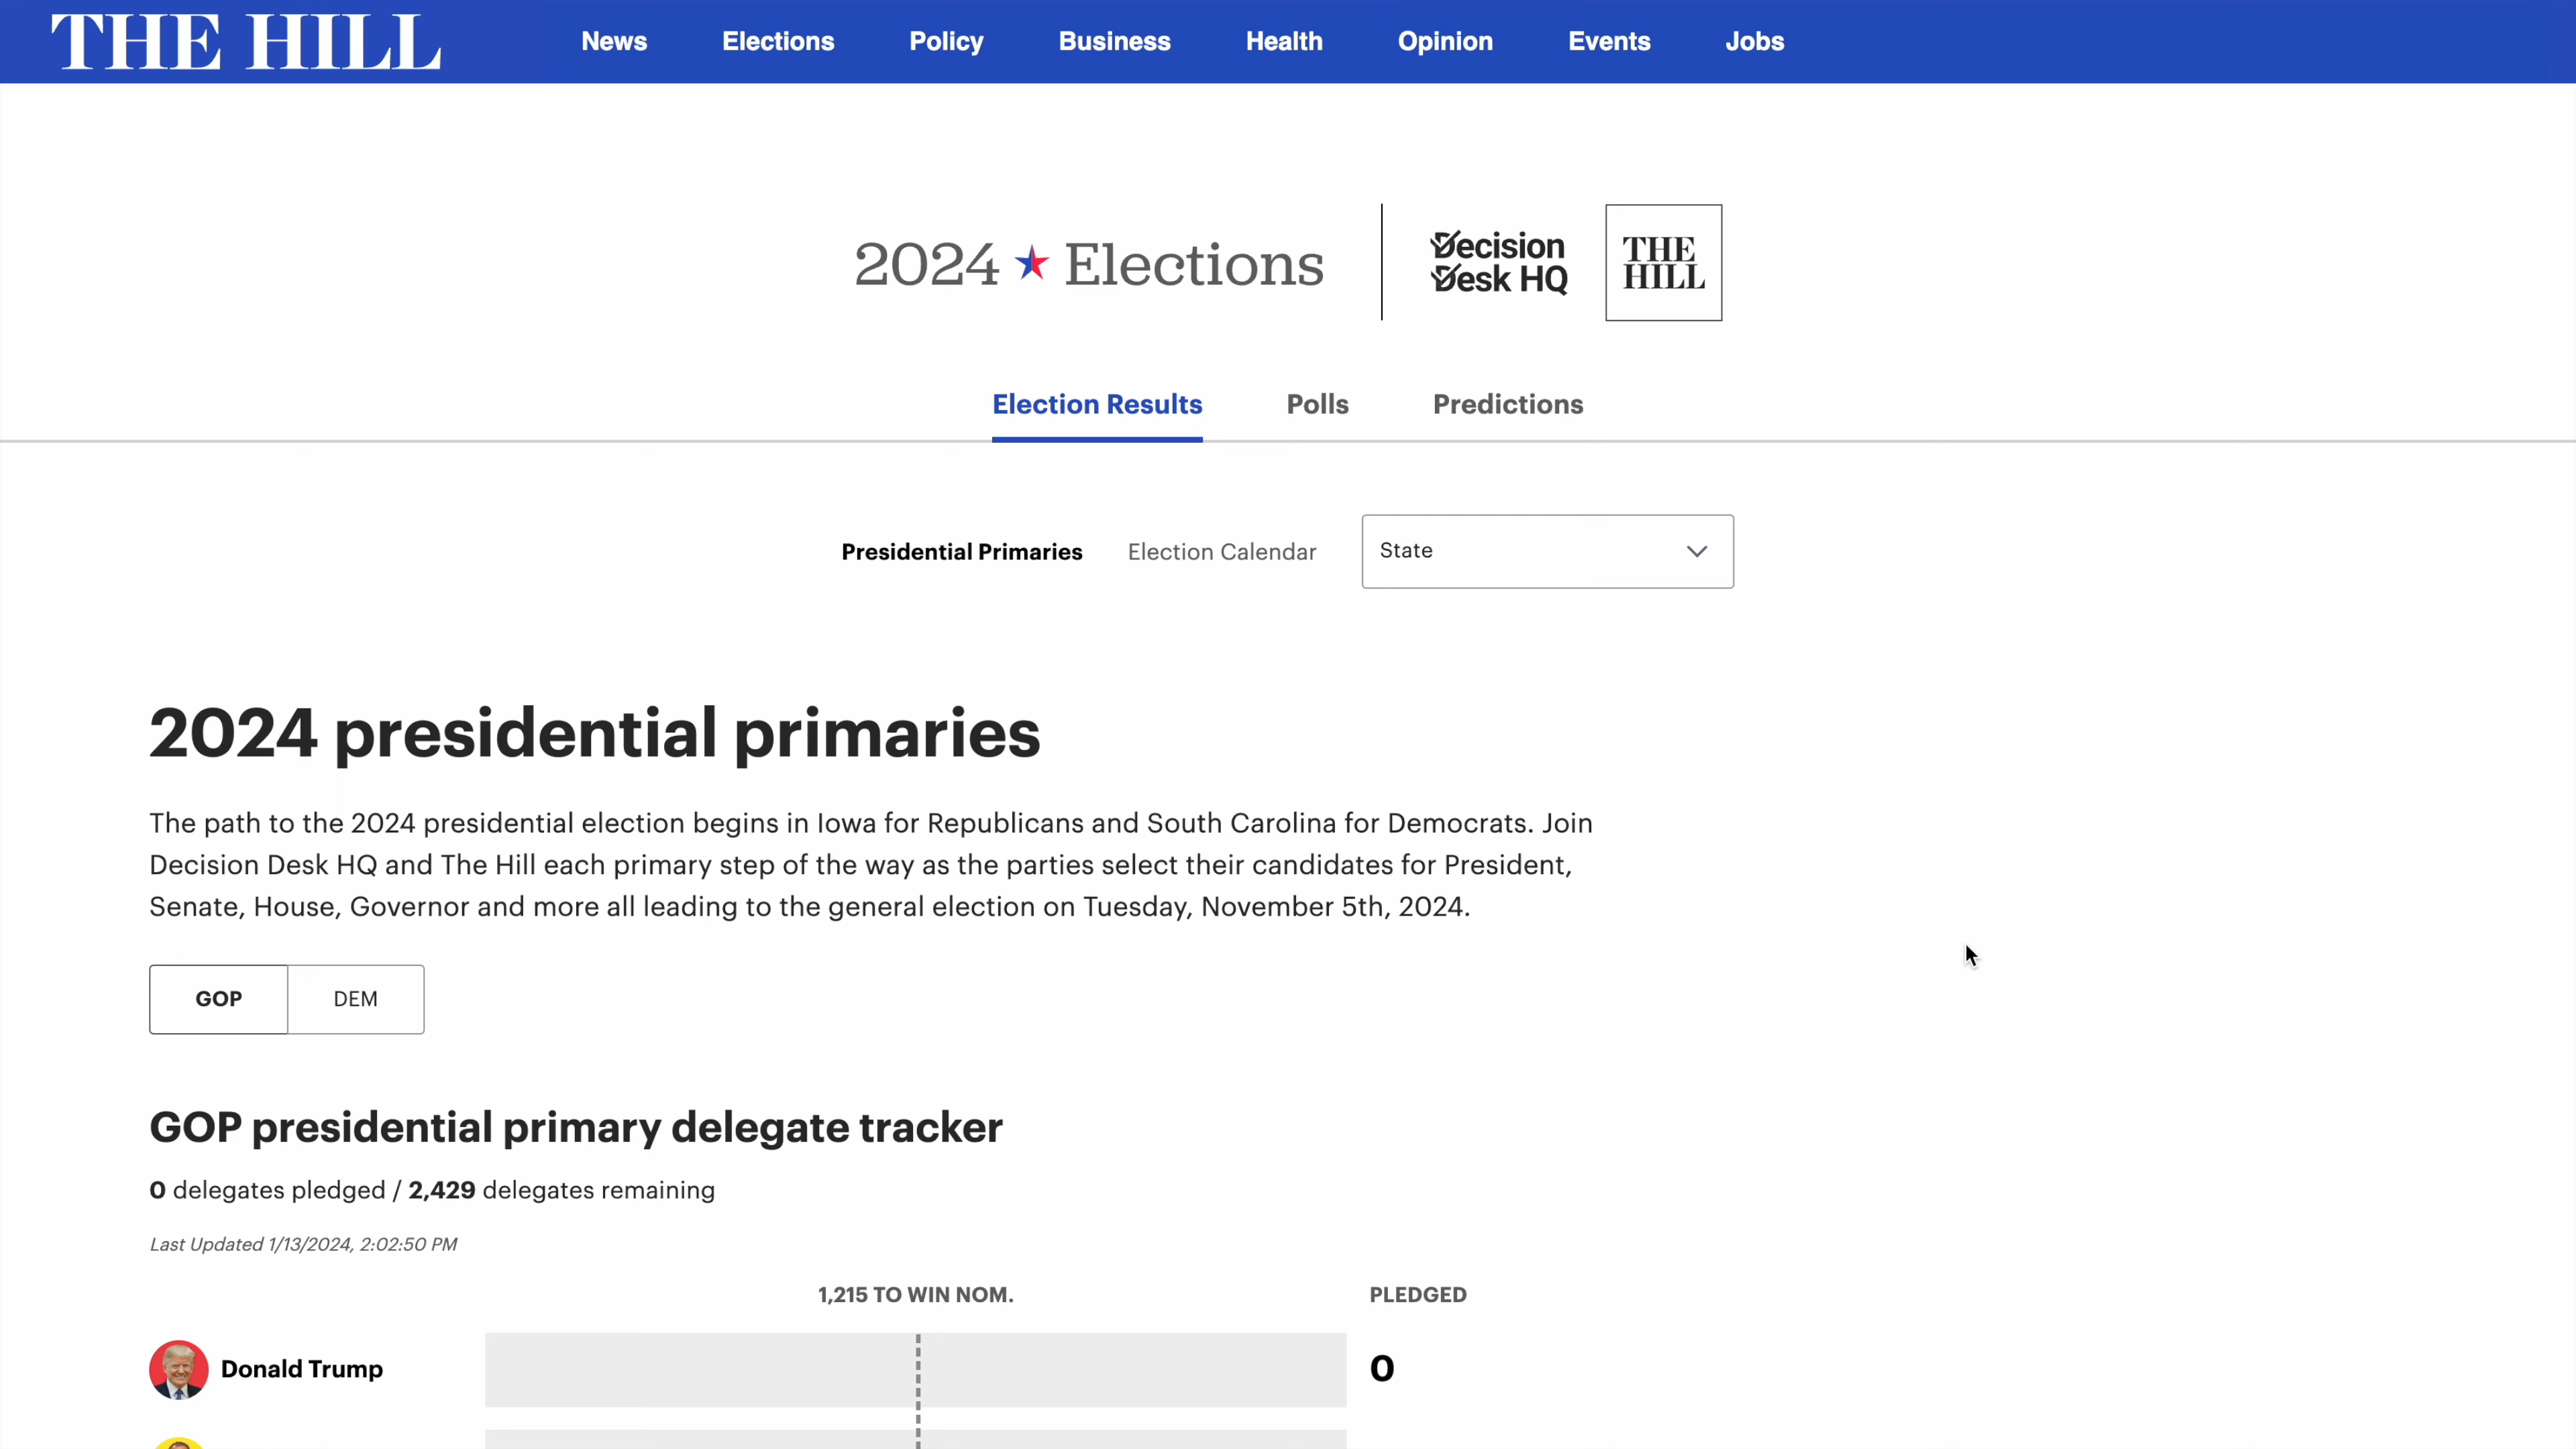 THE HILL
News Elections Policy Business Health Opinion Events Jobs
2024 Elections
Decision
Desk HQ
THE
HILL
Election Results Polls Predictions
Presidential Primaries Election Calendar State
2024 presidential primaries
The path to the 2024 presidential election begins in Iowa for Republicans and South Carolina for Democrats. Join
Decision Desk HQ and The Hill each primary step of the way as the parties select their candidates for President,
Senate, House, Governor and more all leading to the general election on Tuesday, November 5th, 2024.
GOP DEM
GOP presidential primary delegate tracker
0 delegates pledged / 2,429 delegates remaining
Last Updated 1/13/2024, 2:02:50 PM
1,215 TO WIN NOM. PLEDGED
Donald Trump 0